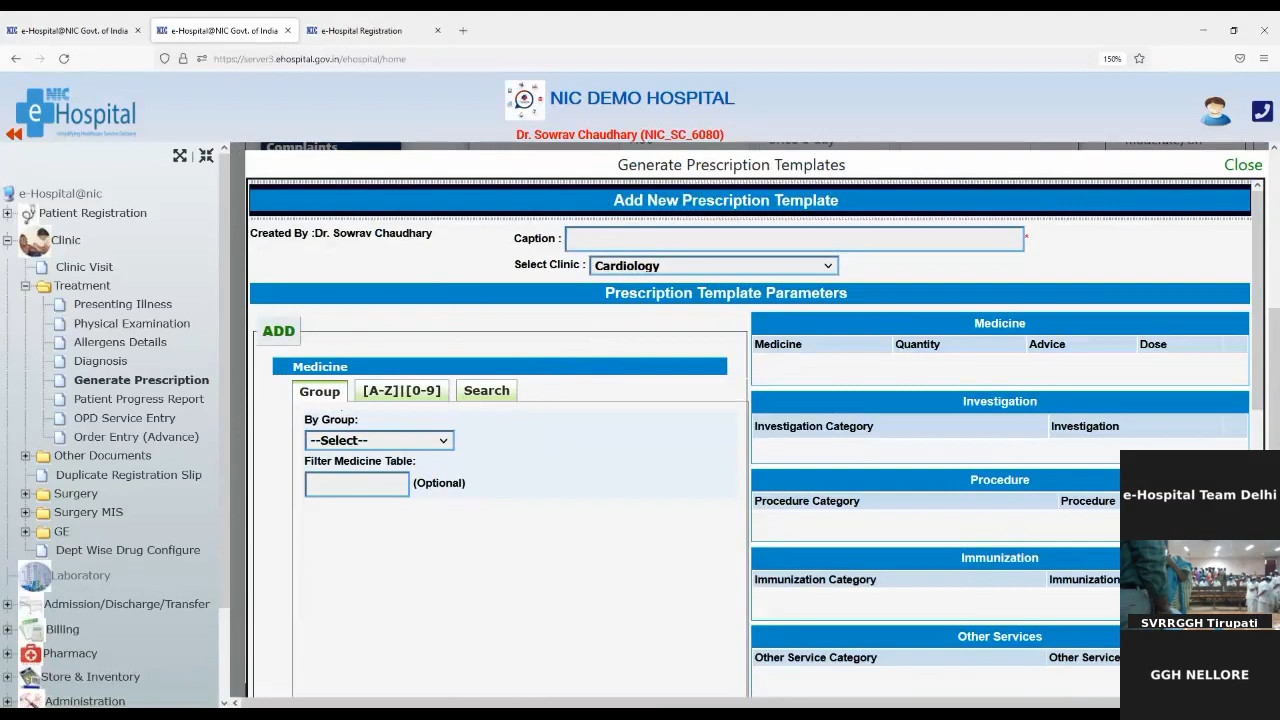 e-Hospital@NIC Govt. of India
e-Hospital@NIC Govt. of India
e-Hospital Registration
https://server3.ehospital.gov.in/ehospital/home
150%
NIC
eHospital
NIC DEMO HOSPITAL
Dr. Sowrav Chaudhary (NIC_SC_6080)
Complaints
Generate Prescription Templates
Close
e-Hospital@nic
Patient Registration
Clinic
Clinic Visit
Treatment
Presenting Illness
Physical Examination
Allergens Details
Diagnosis
Generate Prescription
Patient Progress Report
OPD Service Entry
Order Entry (Advance)
Other Documents
Duplicate Registration Slip
Surgery
Surgery MIS
GE
Dept Wise Drug Configure
Laboratory
Admission/Discharge/Transfer
Billing
Pharmacy
Store & Inventory
Administration
Add New Prescription Template
Created By :Dr. Sowrav Chaudhary
Caption :
*
Select Clinic : Cardiology
Prescription Template Parameters
ADD
Medicine
Group [A-Z]|[0-9] Search
By Group:
--Select--
Filter Medicine Table:
(Optional)
Medicine
Medicine Quantity Advice Dose
Investigation
Investigation Category Investigation
Procedure
Procedure Category Procedure
Immunization
Immunization Category Immunization
Other Services
Other Service Category Other Service
e-Hospital Team Delhi
SVRRGGH Tirupati
GGH NELLORE